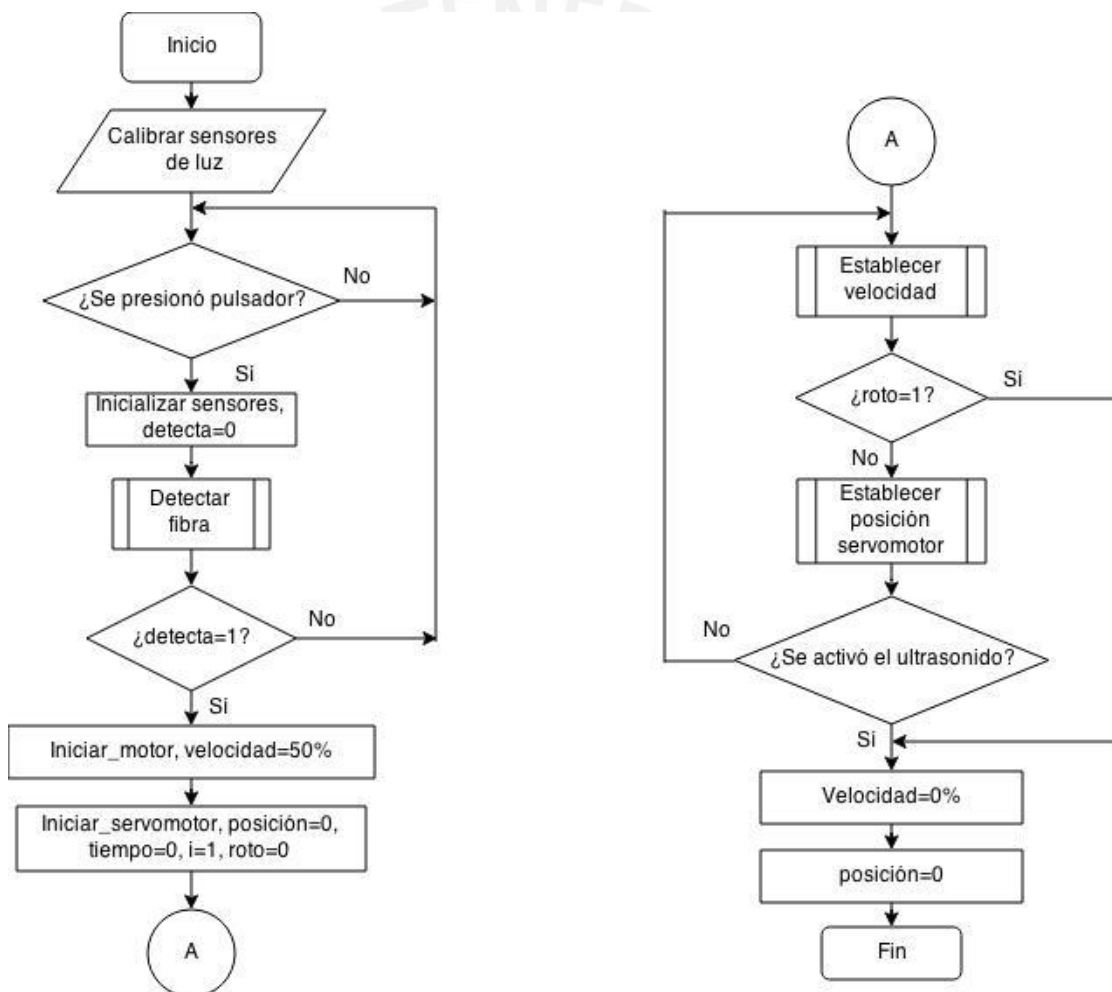 Inicio
Calibrar sensores
de luz
¿Se presionó pulsador?
No
Si
Inicializar sensores,
detecta=0
Detectar
fibra
¿detecta=1?
No
Si
Iniciar_motor, velocidad=50%
Iniciar_servomotor, posición=0,
tiempo=0, i=1, roto=0
A
A
Establecer
velocidad
¿roto=1?
Si
No
Establecer
posición
servomotor
¿Se activó el ultrasonido?
No
Si
Velocidad=0%
posición=0
Fin